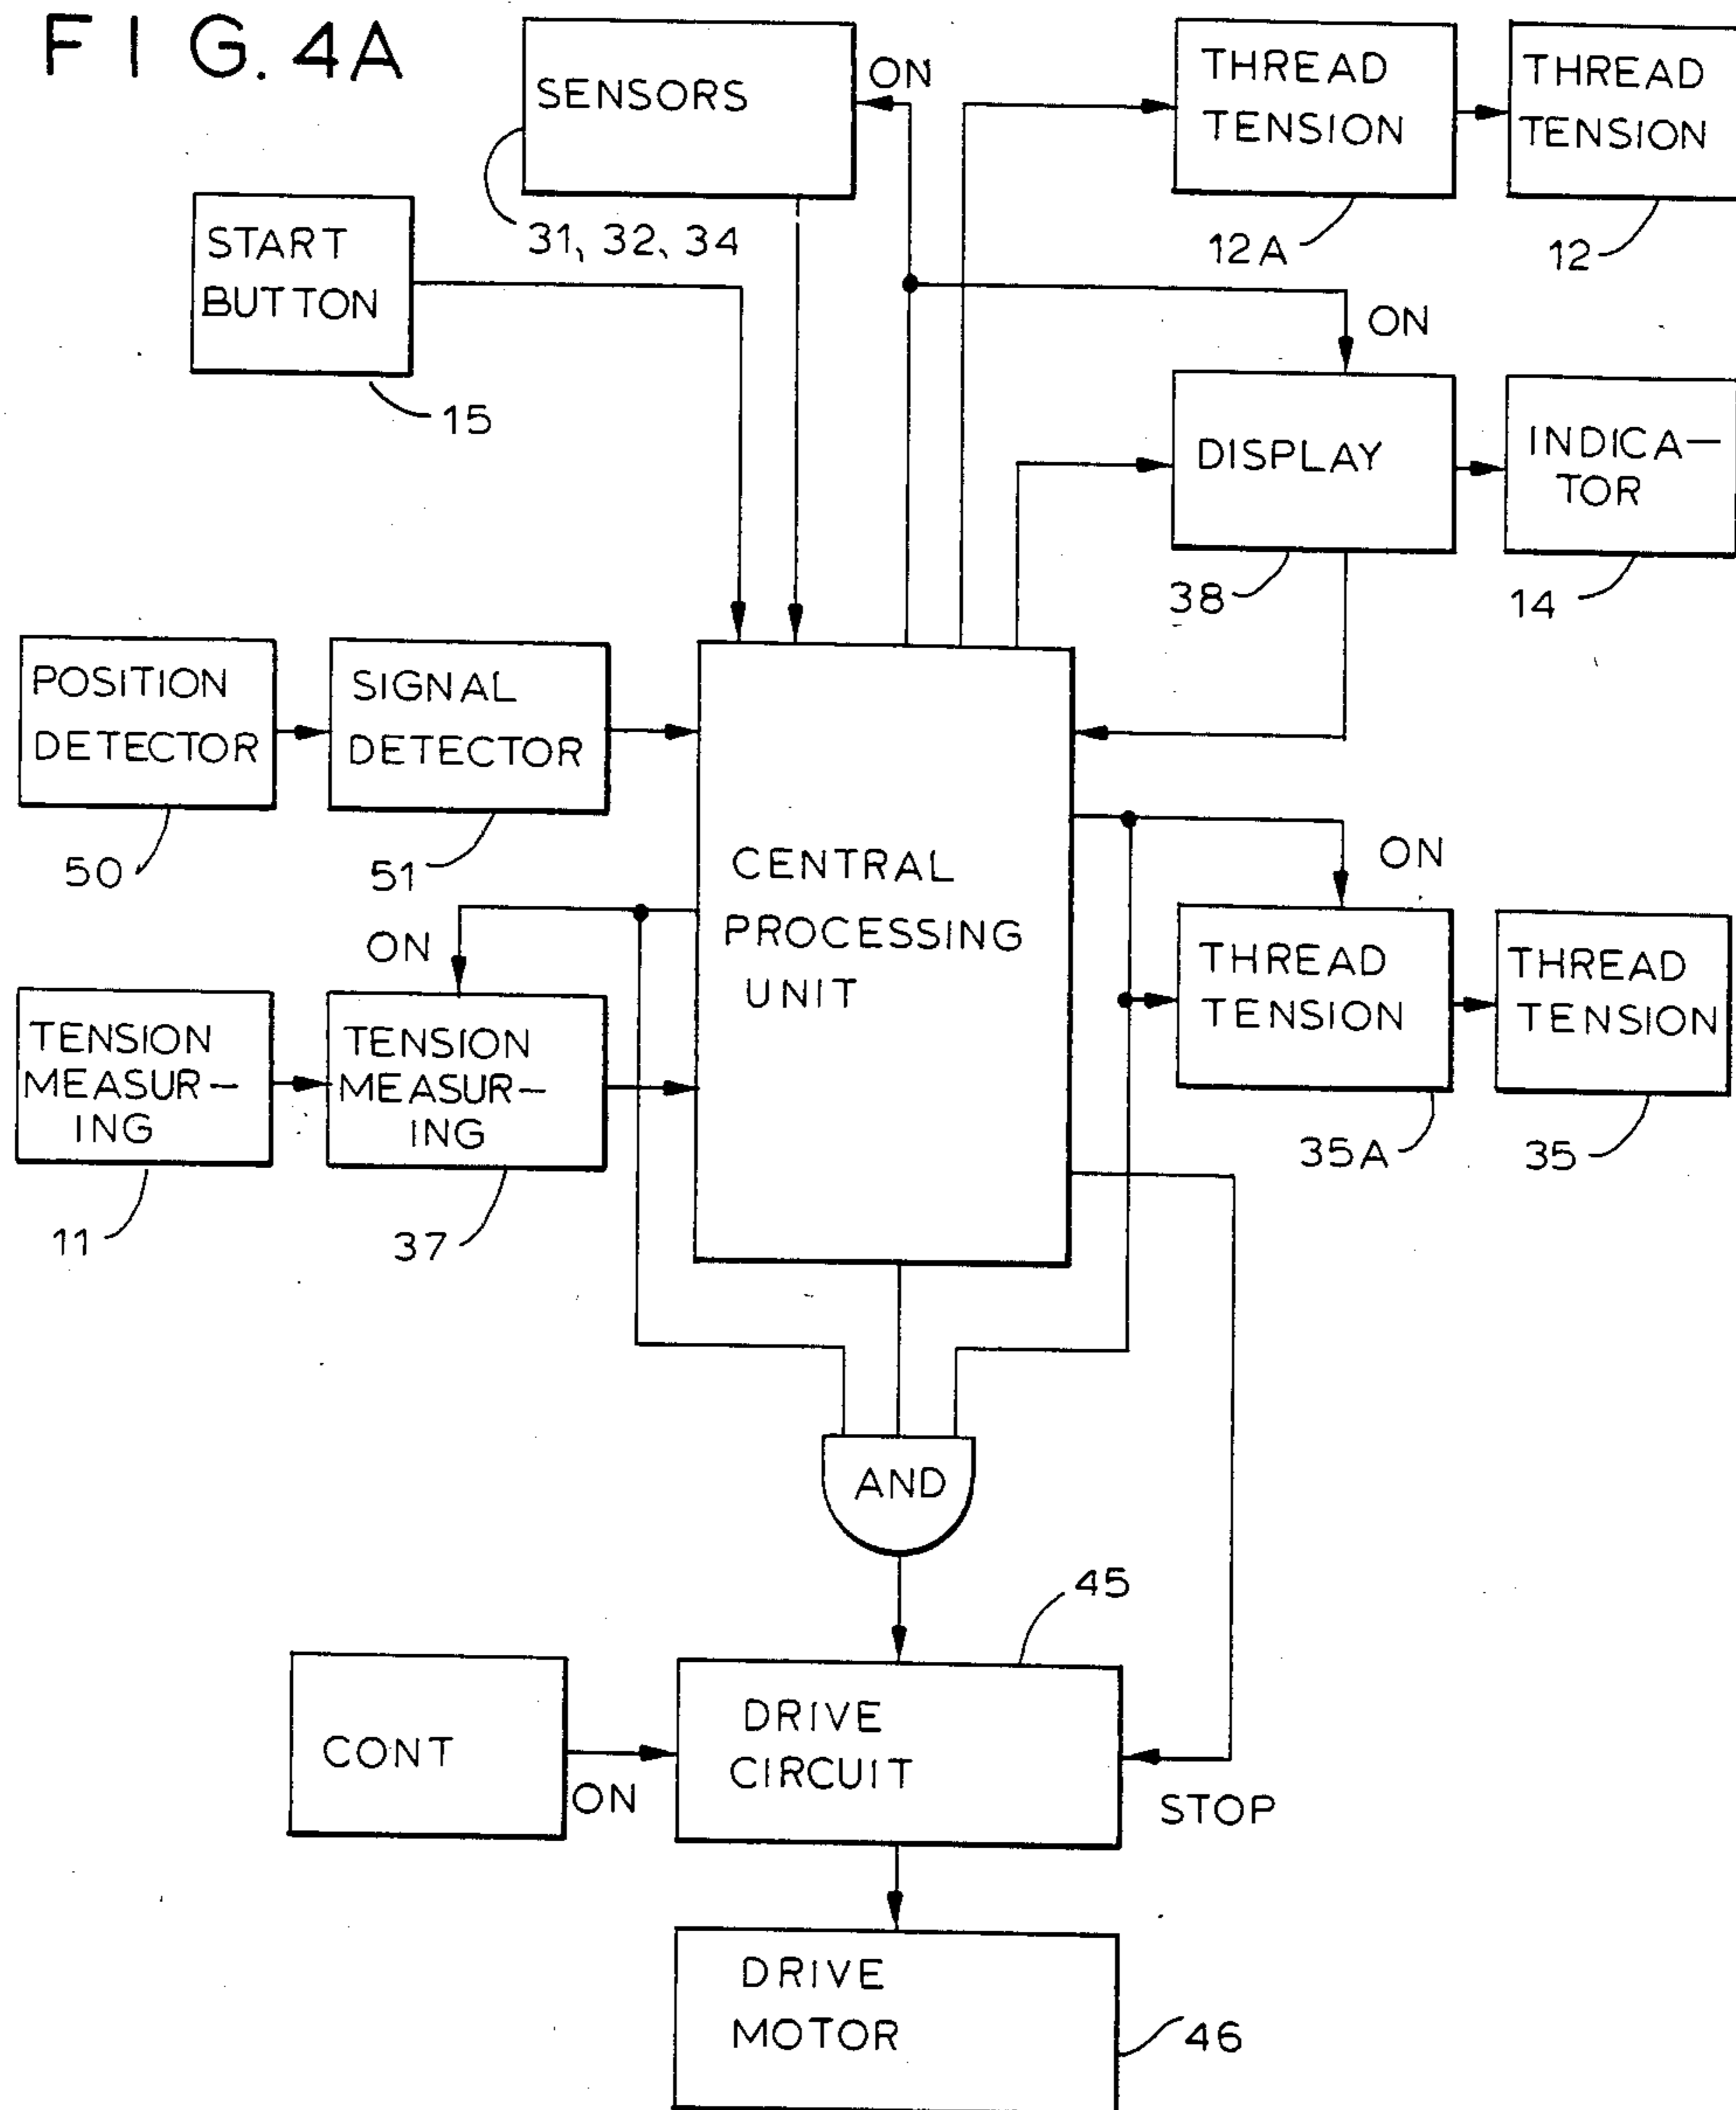 FIG. 4A
SENSORS
ON
31, 32, 34
THREAD
TENSION
12A
THREAD
TENSION
12
START
BUTTON
15
ON
DISPLAY
38
INDICA-
TOR
14
POSITION
DETECTOR
50
SIGNAL
DETECTOR
51
CENTRAL
PROCESSING
UNIT
ON
TENSION
MEASUR-
ING
11
TENSION
MEASUR-
ING
37
ON
THREAD
TENSION
35A
THREAD
TENSION
35
AND
45
CONT
ON
DRIVE
CIRCUIT
STOP
DRIVE
MOTOR
46